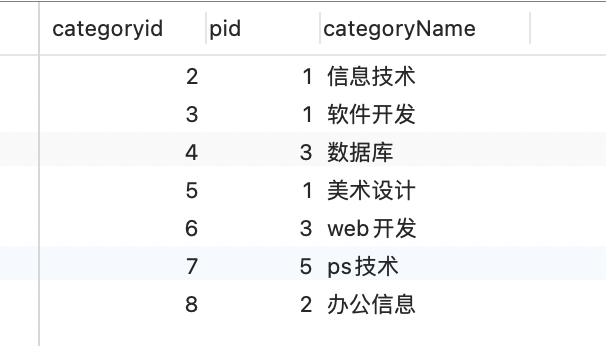 categoryid pid categoryName
2 1 信息技术
3 1 软件开发
4 3 数据库
5 1 美术设计
6 3 web开发
7 5 ps技术
8 2 办公信息